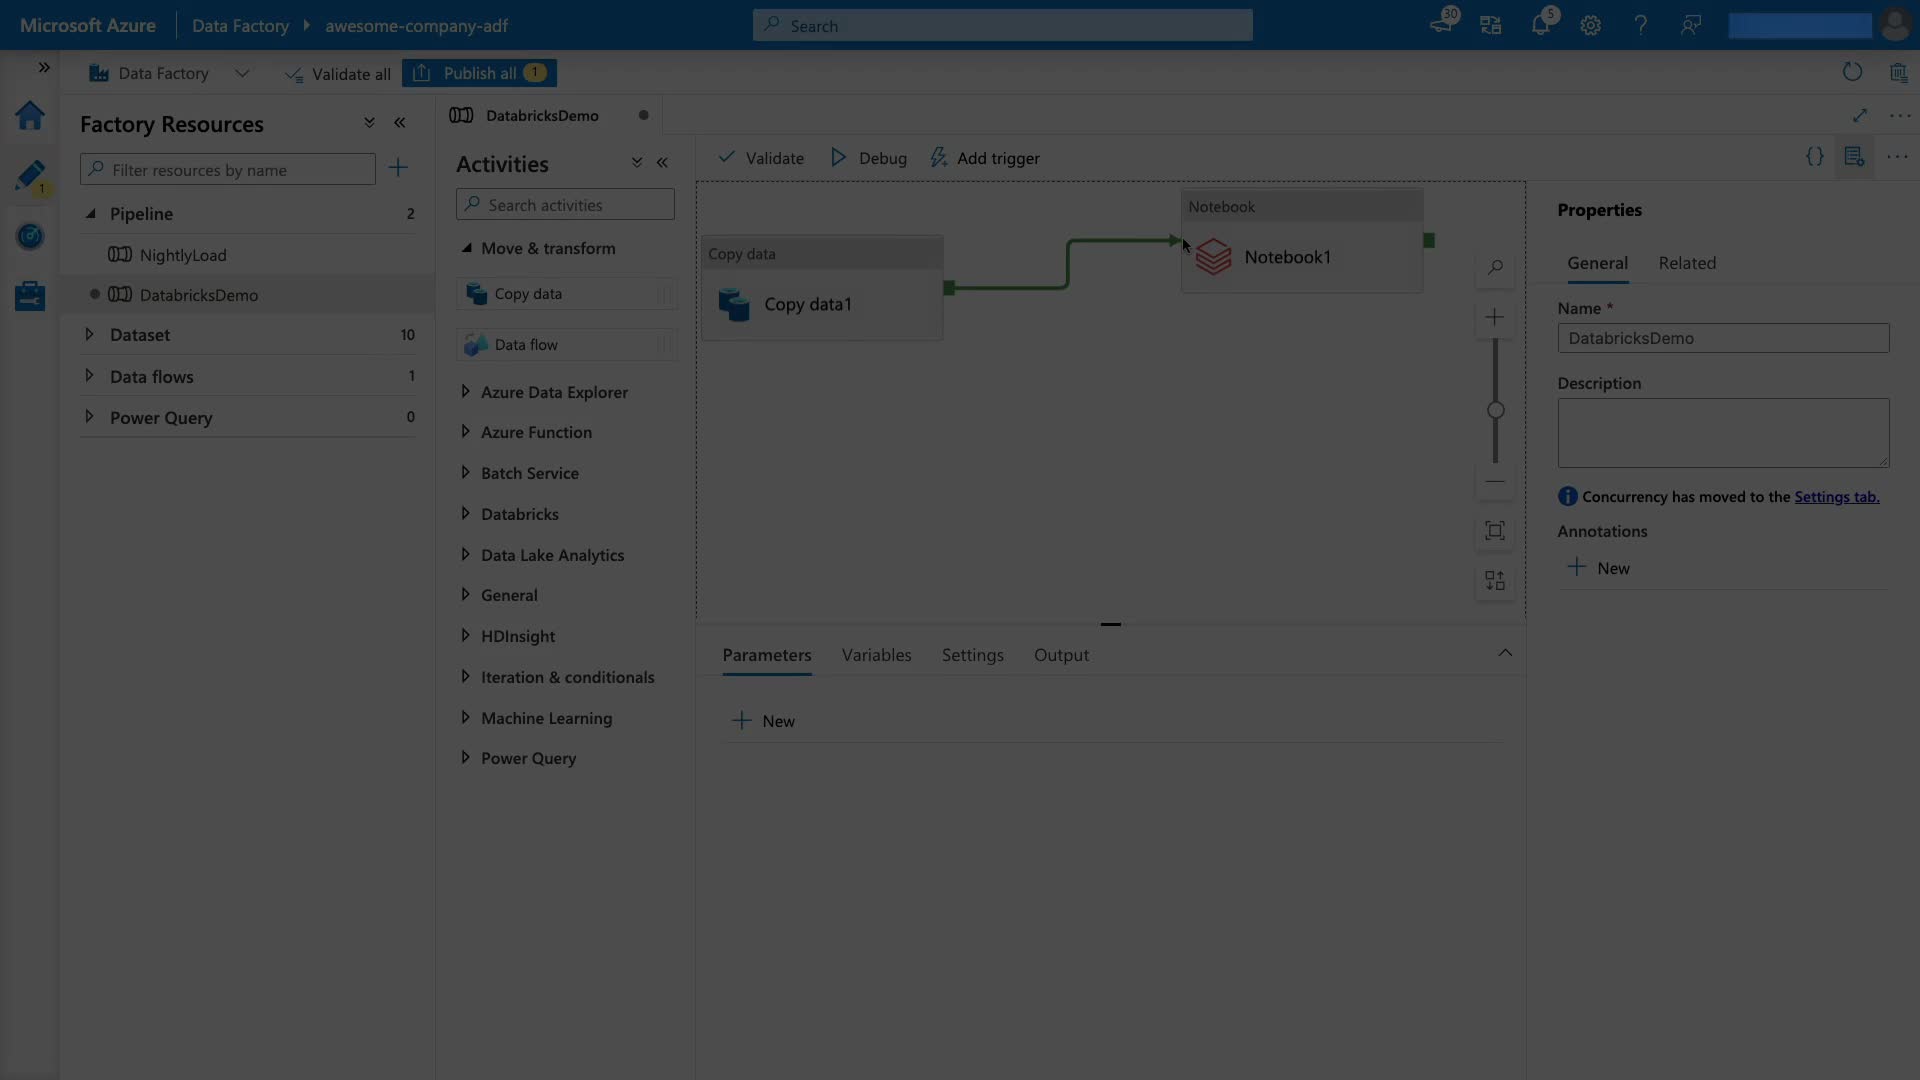 Microsoft Azure
Data Factory
awesome-company-adf
Search
30
5
Data Factory
Validate all
Publish all
1
1
Factory Resources
Filter resources by name
Pipeline
2
NightlyLoad
DatabricksDemo
Dataset
10
Data flows
1
Power Query
0
DatabricksDemo
Activities
Search activities
Move & transform
Copy data
Data flow
Azure Data Explorer
Azure Function
Batch Service
Databricks
Data Lake Analytics
General
HDInsight
Iteration & conditionals
Machine Learning
Power Query
Validate
Debug
Add trigger
Copy data
Copy data1
Notebook
Notebook1
Parameters
Variables
Settings
Output
New
Properties
General
Related
Name *
DatabricksDemo
Description
Concurrency has moved to the Settings tab.
Annotations
New